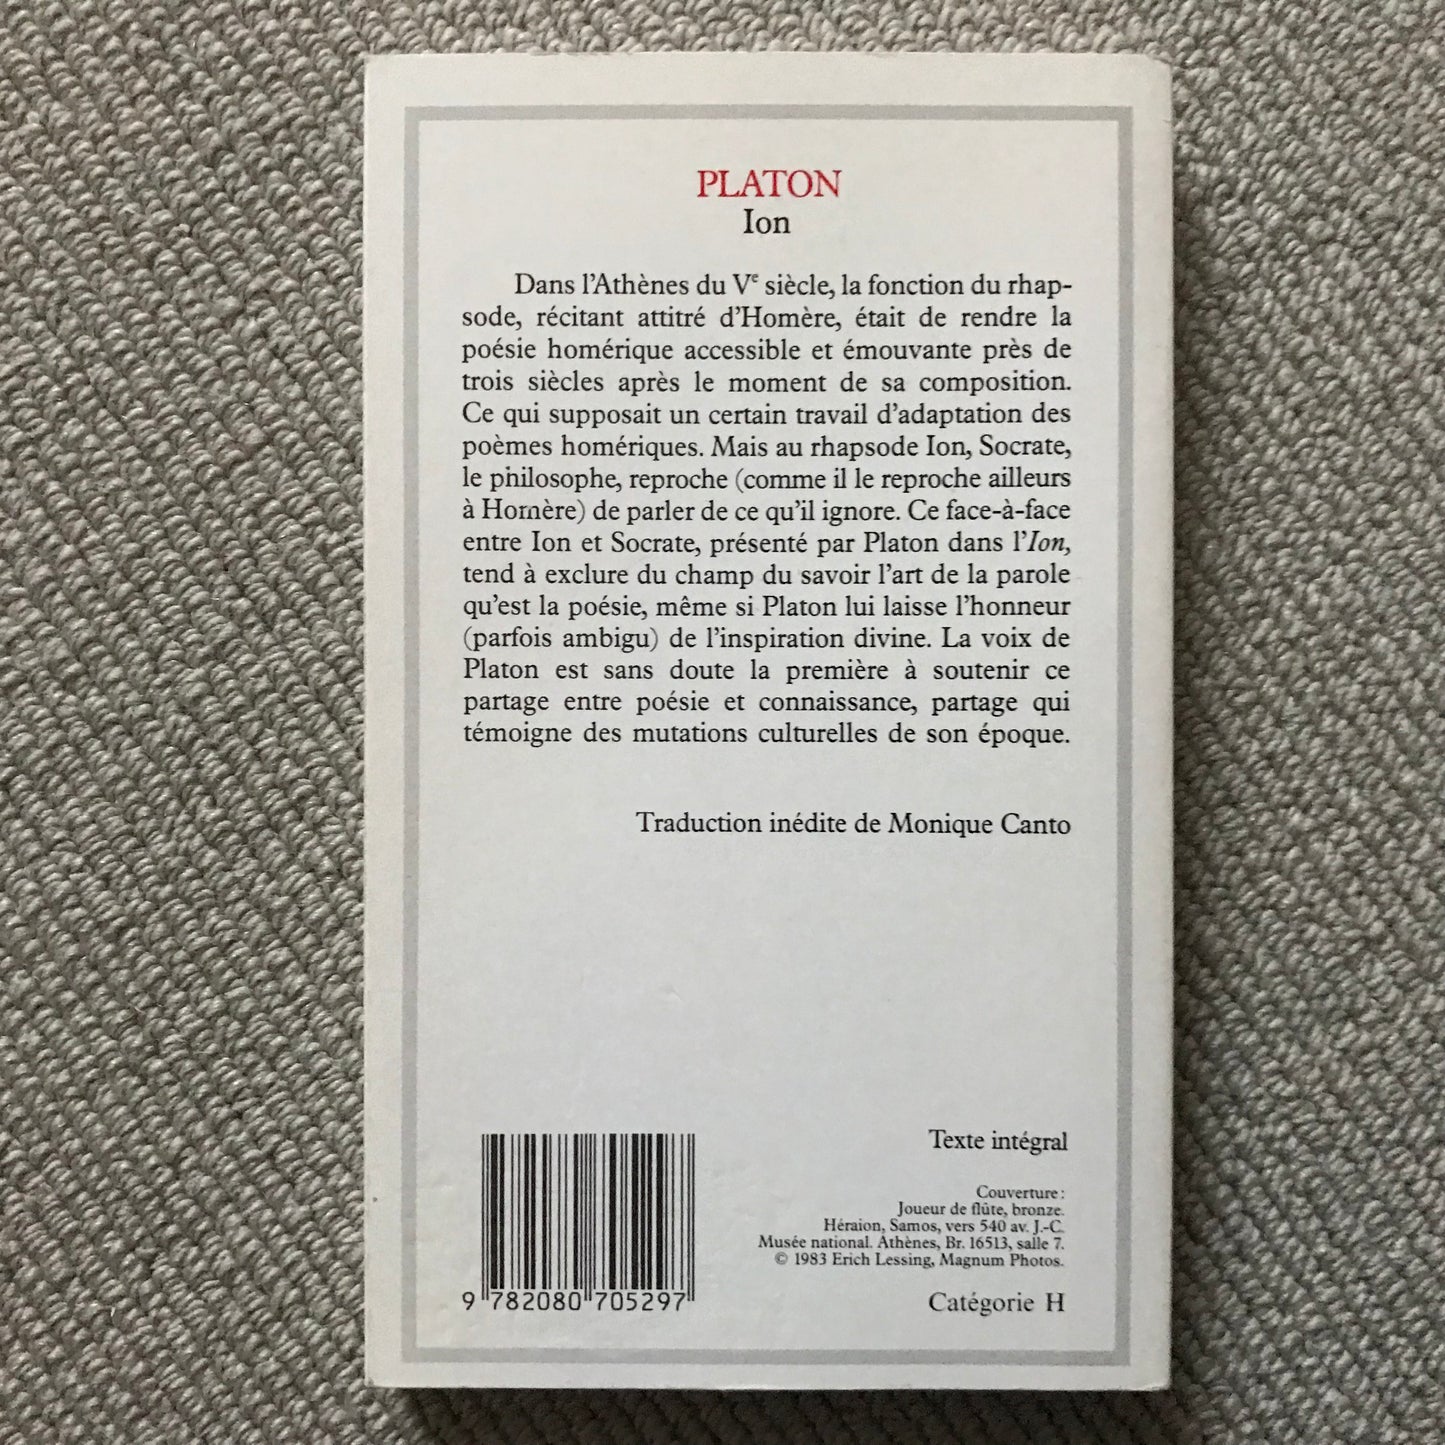 PLATON
Ion
Dans l'Athènes du Ve siècle, la fonction du rhap-
sode, récitant attitré d'Homère, était de rendre la
poésie homérique accessible et émouvante près de
trois siècles après le moment de sa composition.
Ce qui supposait un certain travail d'adaptation des
poèmes homériques. Mais au rhapsode Ion, Socrate,
le philosophe, reproche (comme il le reproche ailleurs
à Homère) de parler de ce qu'il ignore. Ce face-à-face
entre Ion et Socrate, présenté par Platon dans l'Ion,
tend à exclure du champ du savoir l'art de la parole
qu'est la poésie, même si Platon lui laisse l'honneur
(parfois ambigu) de l'inspiration divine. La voix de
Platon est sans doute la première à soutenir ce
partage entre poésie et connaissance, partage qui
témoigne des mutations culturelles de son époque.
Traduction inédite de Monique Canto
Texte intégral
Couverture :
Joueur de flûte, bronze.
Héraion, Samos, vers 540 av. J.-C.
Musée national. Athènes, Br. 16513, salle 7.
© 1983 Erich Lessing, Magnum Photos.
Catégorie H
9 782080 705297